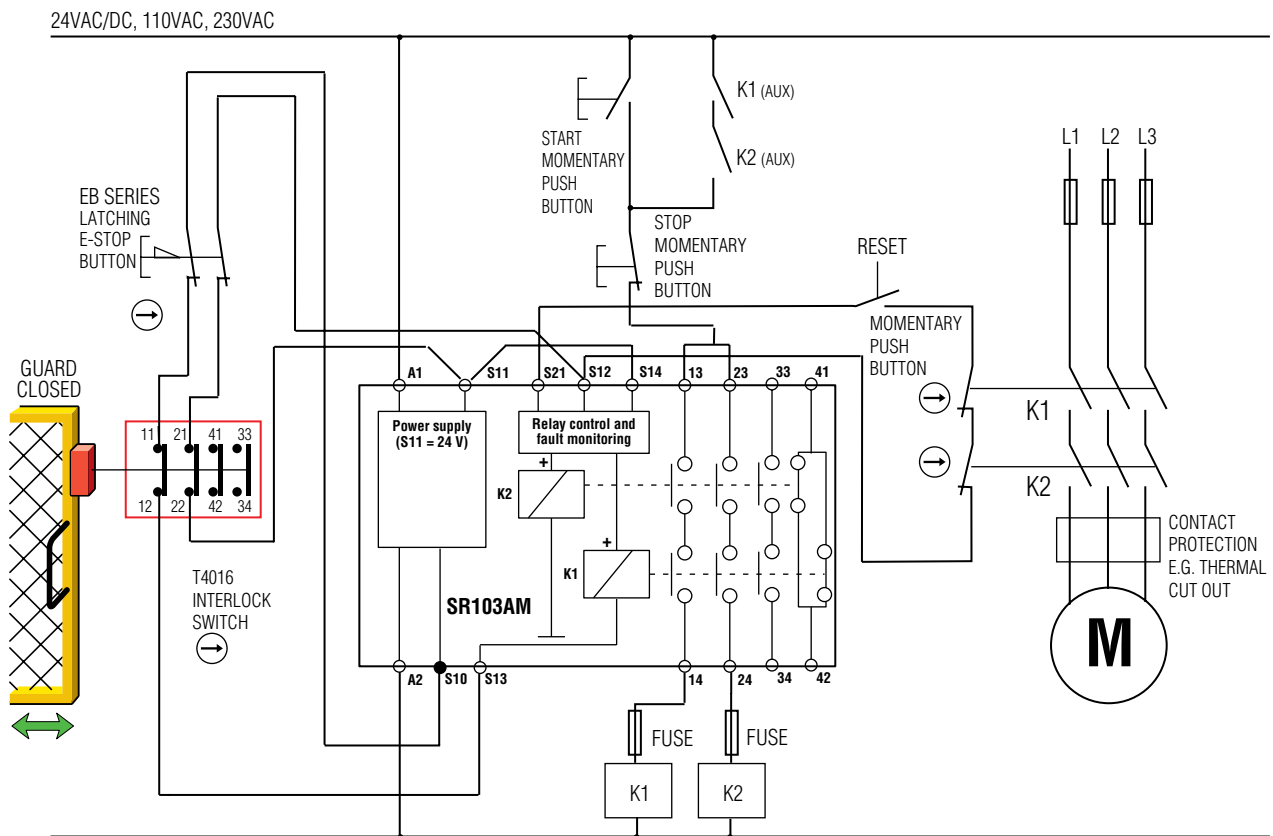 24VAC/DC, 110VAC, 230VAC
K1 (AUX)
K2 (AUX)
START
MOMENTARY
PUSH
BUTTON
L1 L2 L3
EB SERIES
LATCHING
E-STOP
BUTTON
STOP
MOMENTARY
PUSH
BUTTON
RESET
MOMENTARY
PUSH
BUTTON
GUARD
CLOSED
A1 S11 S21 S12 S14 13 23 33 41
K1
K2
11 21 41 33
12 22 42 34
Power supply
(S11 = 24 V)
Relay control and
fault monitoring
+
K2
+
K1
SR103AM
T4016
INTERLOCK
SWITCH
CONTACT
PROTECTION
E.G. THERMAL
CUT OUT
M
A2 S10 S13 14 24 34 42
FUSE FUSE
K1 K2